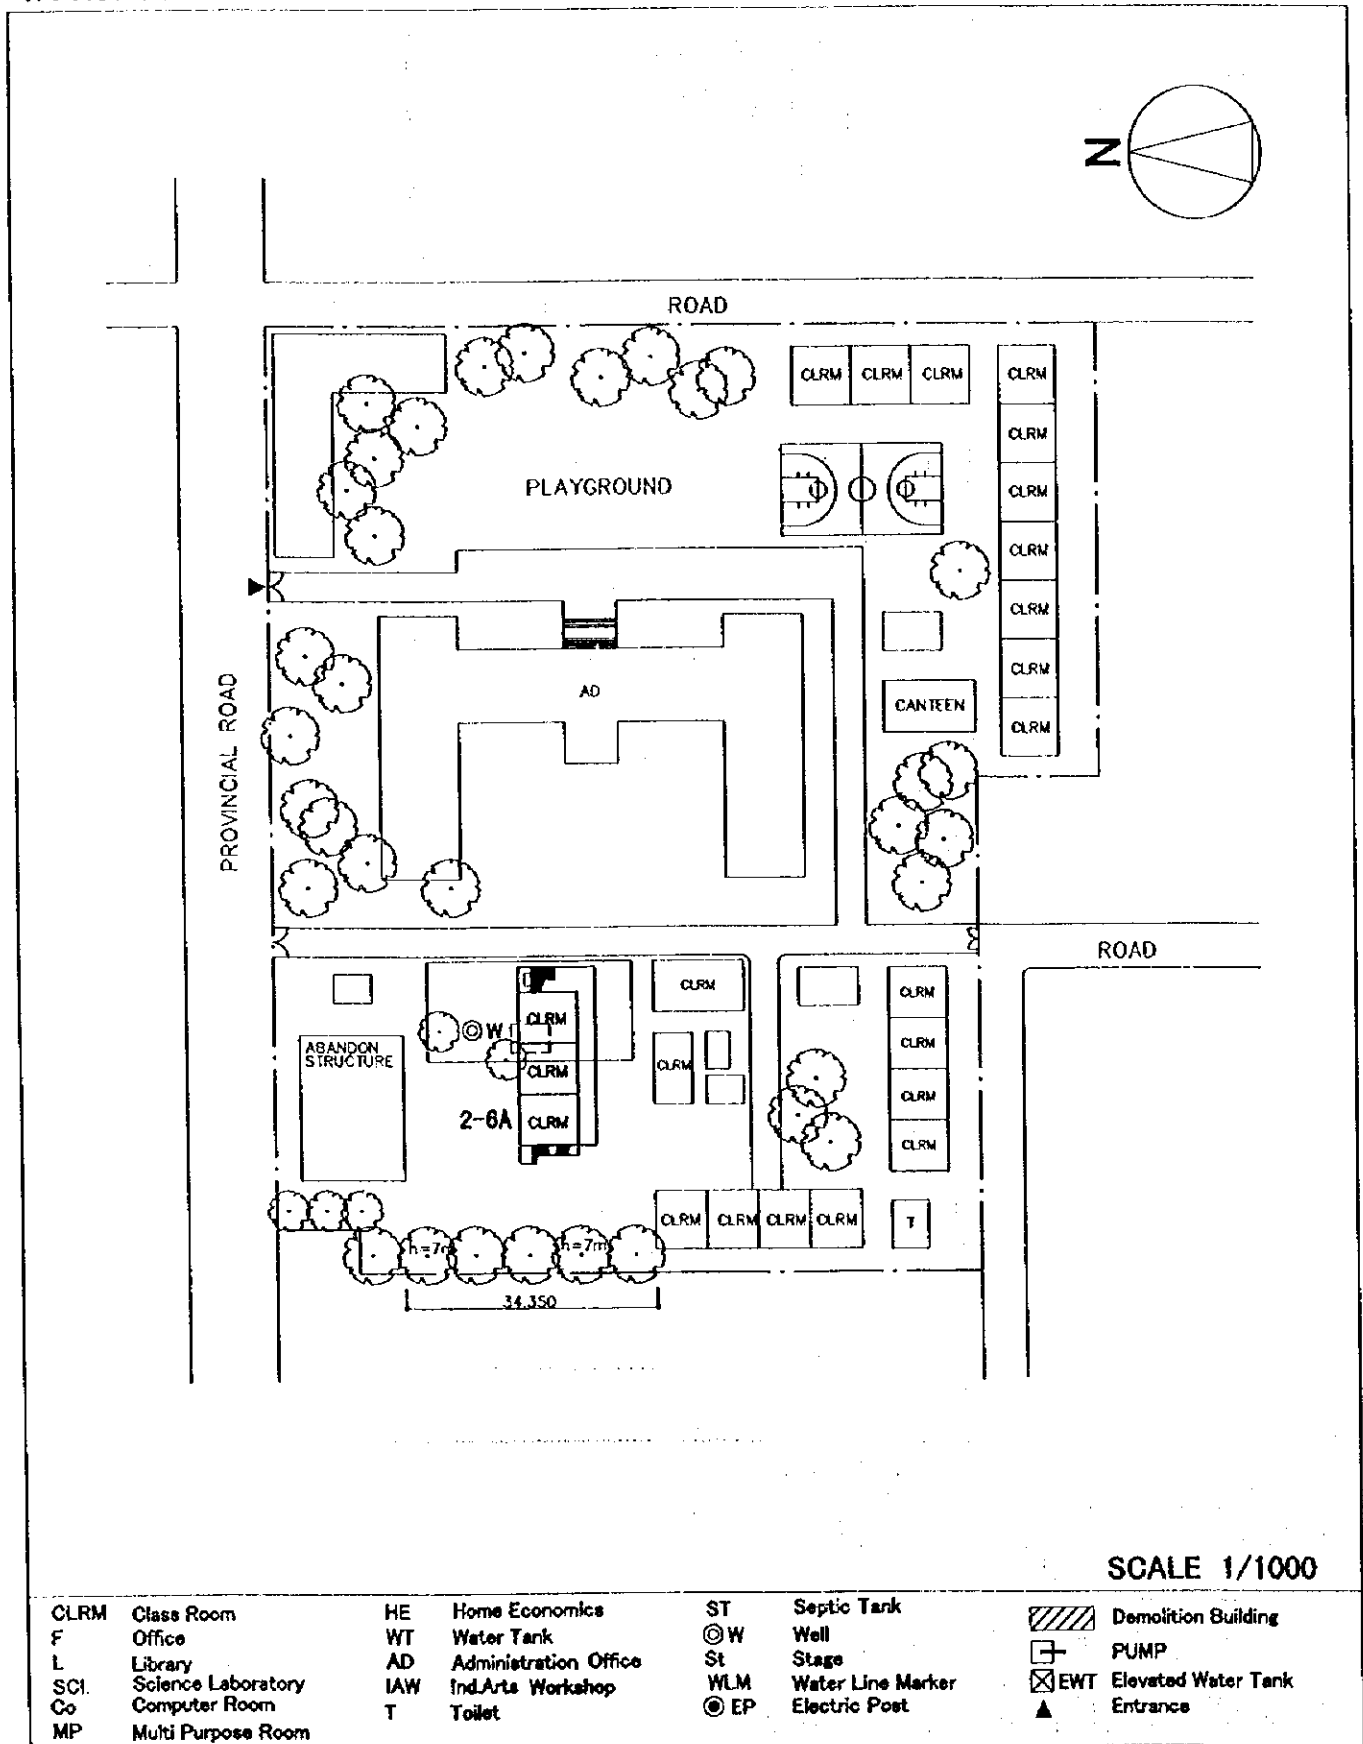 N
ROAD
CLRM CLRM CLRM CLRM
CLRM
PLAYGROUND
CLRM
CLRM
CLRM
AD
CLRM
CANTEEN
CLRM
PROVINCIAL ROAD
ROAD
CLRM
CLRM
W
CLRM
ABANDON
STRUCTURE
CLRM
CLRM
CLRM
CLRM
2-6A
CLRM
CLRM
CLRM CLRM CLRM CLRM
T
h=7m
34.350
SCALE 1/1000
CLRM Class Room
F Office
L Library
SCI. Science Laboratory
Co Computer Room
MP Multi Purpose Room
HE Home Economics
WT Water Tank
AD Administration Office
IAW Ind.Arts Workshop
T Toilet
ST Septic Tank
W Well
St Stage
WLM Water Line Marker
EP Electric Post
Demolition Building
PUMP
EWT Elevated Water Tank
Entrance